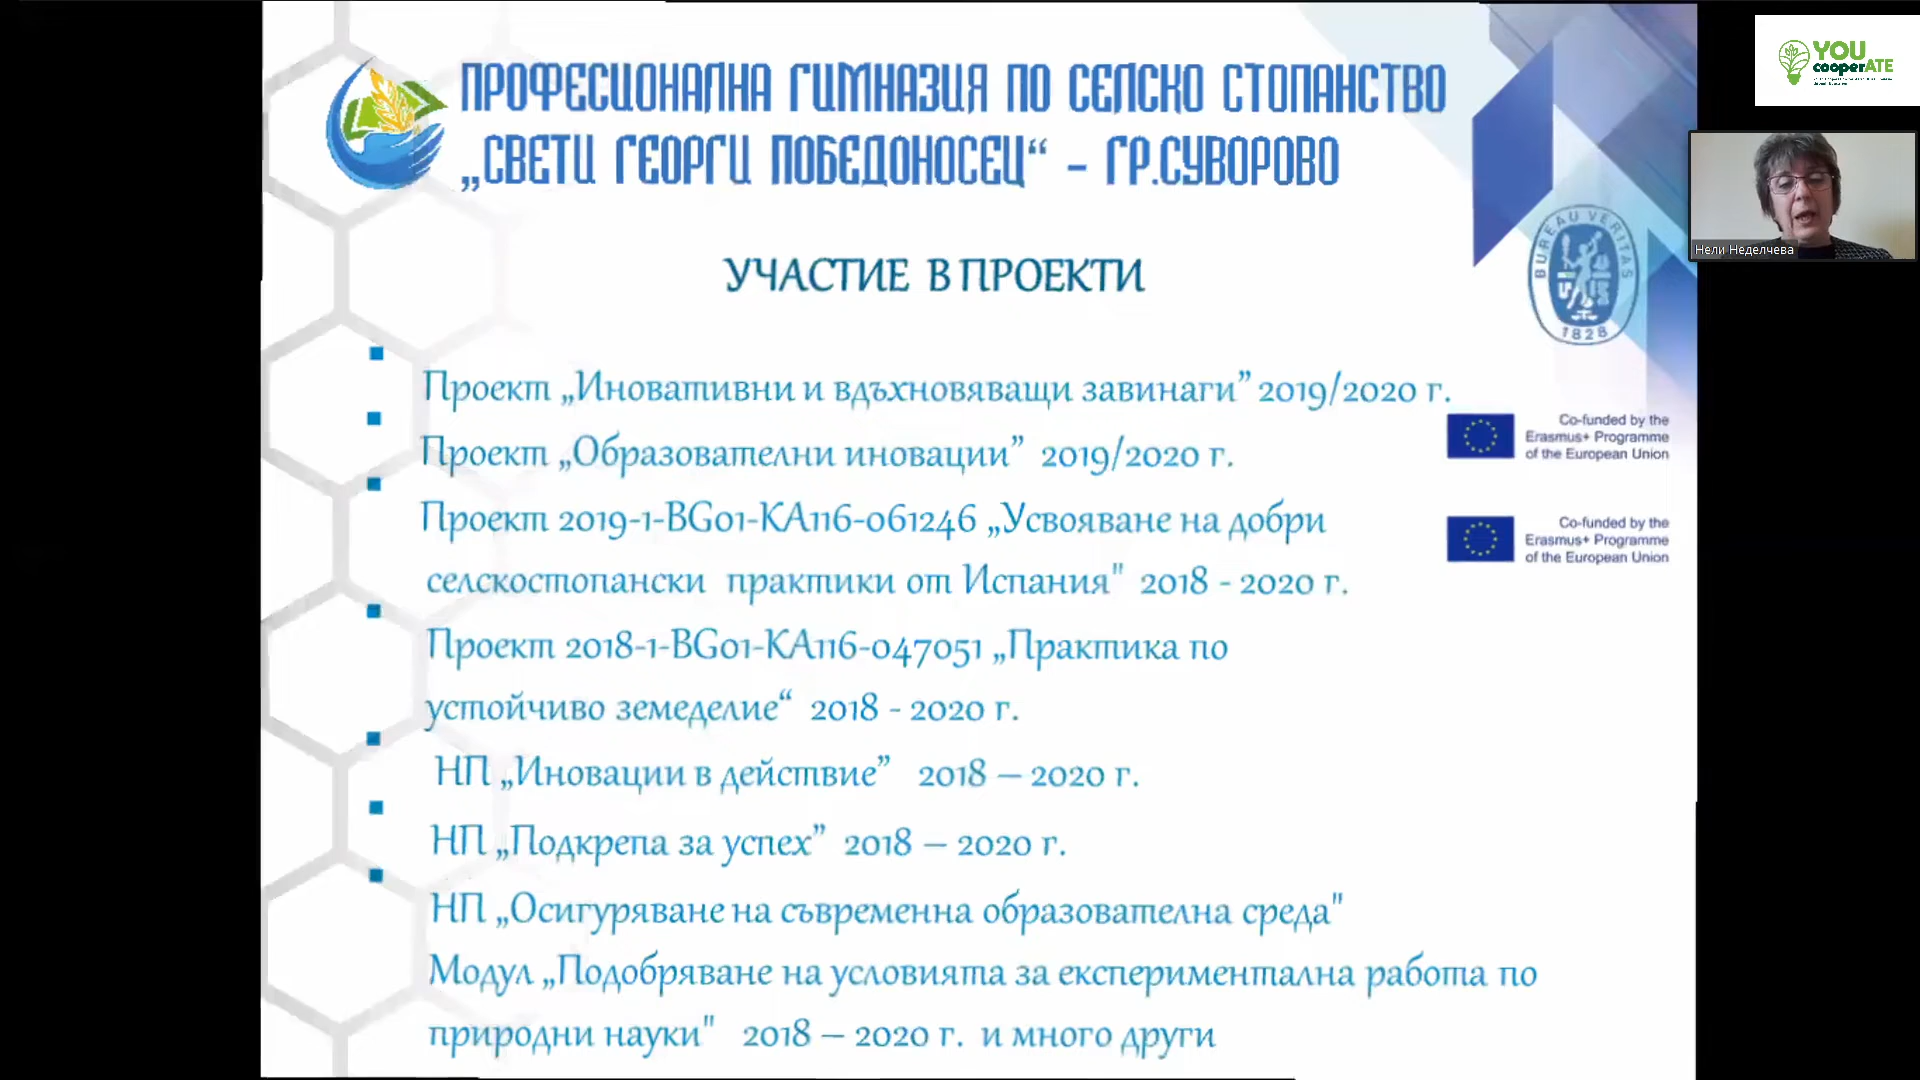 ПРОФЕСИОНАЛНА ГИМНАЗИЯ ПО СЕЛСКО СТОПАНСТВО
„СВЕТИ ГЕОРГИ ПОБЕДОНОСЕЦ“ – ГР.СУВОРОВО
YOU
cooperATE
Нели Неделчева
BUREAU VERITAS
1828
УЧАСТИЕ В ПРОЕКТИ
Проект „Иновативни и вдъхновяващи завинаги” 2019/2020 г.
Проект „Образователни иновации” 2019/2020 г.
Co-funded by the
Erasmus+ Programme
of the European Union
Проект 2019-1-BG01-KA116-061246 „Усвояване на добри
селскостопански практики от Испания" 2018 - 2020 г.
Co-funded by the
Erasmus+ Programme
of the European Union
Проект 2018-1-BG01-KA116-047051 „Практика по
устойчиво земеделие“ 2018 - 2020 г.
НП „Иновации в действие” 2018 – 2020 г.
НП „Подкрепа за успех” 2018 – 2020 г.
НП „Осигуряване на съвременна образователна среда"
Модул „Подобряване на условията за експериментална работа по
природни науки" 2018 – 2020 г. и много други